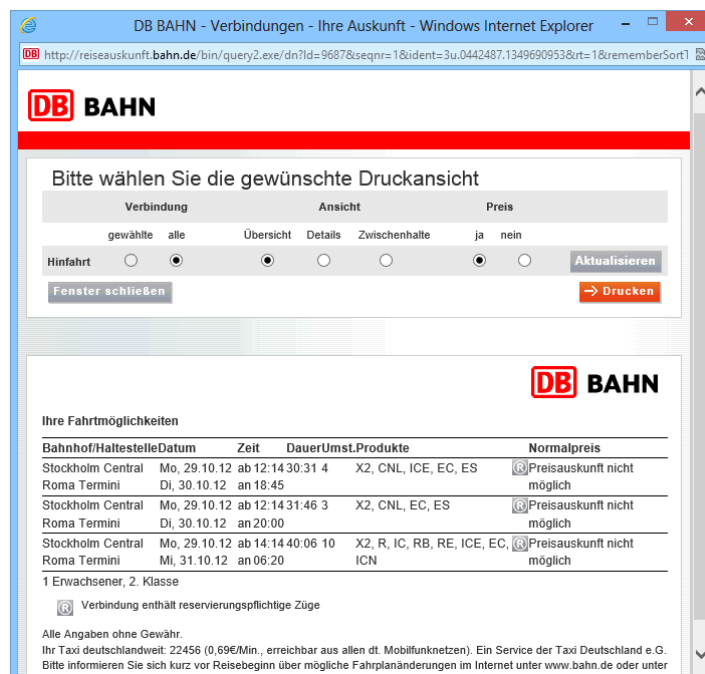 DB BAHN - Verbindungen - Ihre Auskunft - Windows Internet Explorer
DB http://reiseauskunft.bahn.de/bin/query2.exe/dn?ld=9687&seqnr=1&ident=3u.0442487.1349690953&rt=1&rememberSort1
DB BAHN
Bitte wählen Sie die gewünschte Druckansicht
Verbindung Ansicht Preis
gewählte alle Übersicht Details Zwischenhalte ja nein
Hinfahrt Aktualisieren
Fenster schließen → Drucken
DB BAHN
Ihre Fahrtmöglichkeiten
Bahnhof/Haltestelle Datum Zeit Dauer Umst. Produkte Normalpreis
Stockholm Central Mo, 29.10.12 ab 12:14 30:31 4 X2, CNL, ICE, EC, ES R Preisauskunft nicht
Roma Termini Di, 30.10.12 an 18:45 möglich
Stockholm Central Mo, 29.10.12 ab 12:14 31:46 3 X2, CNL, EC, ES R Preisauskunft nicht
Roma Termini Di, 30.10.12 an 20:00 möglich
Stockholm Central Mo, 29.10.12 ab 14:14 40:06 10 X2, R, IC, RB, RE, ICE, EC, R Preisauskunft nicht
Roma Termini Mi, 31.10.12 an 06:20 ICN möglich
1 Erwachsener, 2. Klasse
R Verbindung enthält reservierungspflichtige Züge
Alle Angaben ohne Gewähr.
Ihr Taxi deutschlandweit: 22456 (0,69€/Min., erreichbar aus allen dt. Mobilfunknetzen). Ein Service der Taxi Deutschland e.G.
Bitte informieren Sie sich kurz vor Reisebeginn über mögliche Fahrplanänderungen im Internet unter www.bahn.de oder unter